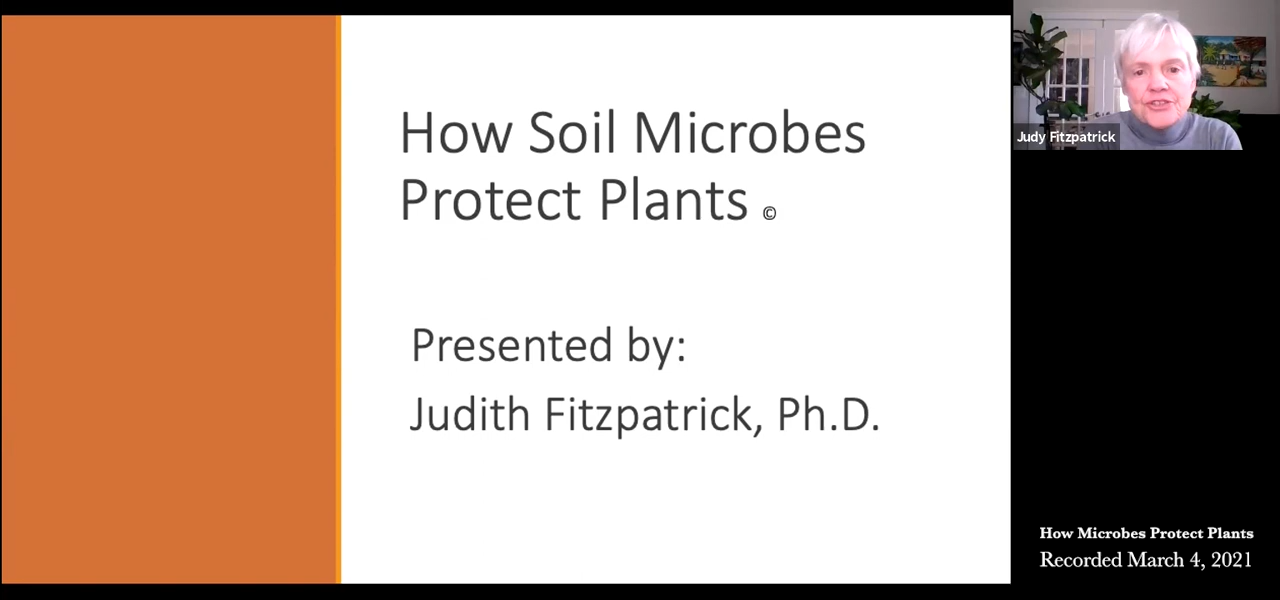 How Soil Microbes
Protect Plants ©
Presented by:
Judith Fitzpatrick, Ph.D.
Judy Fitzpatrick
How Microbes Protect Plants
Recorded March 4, 2021